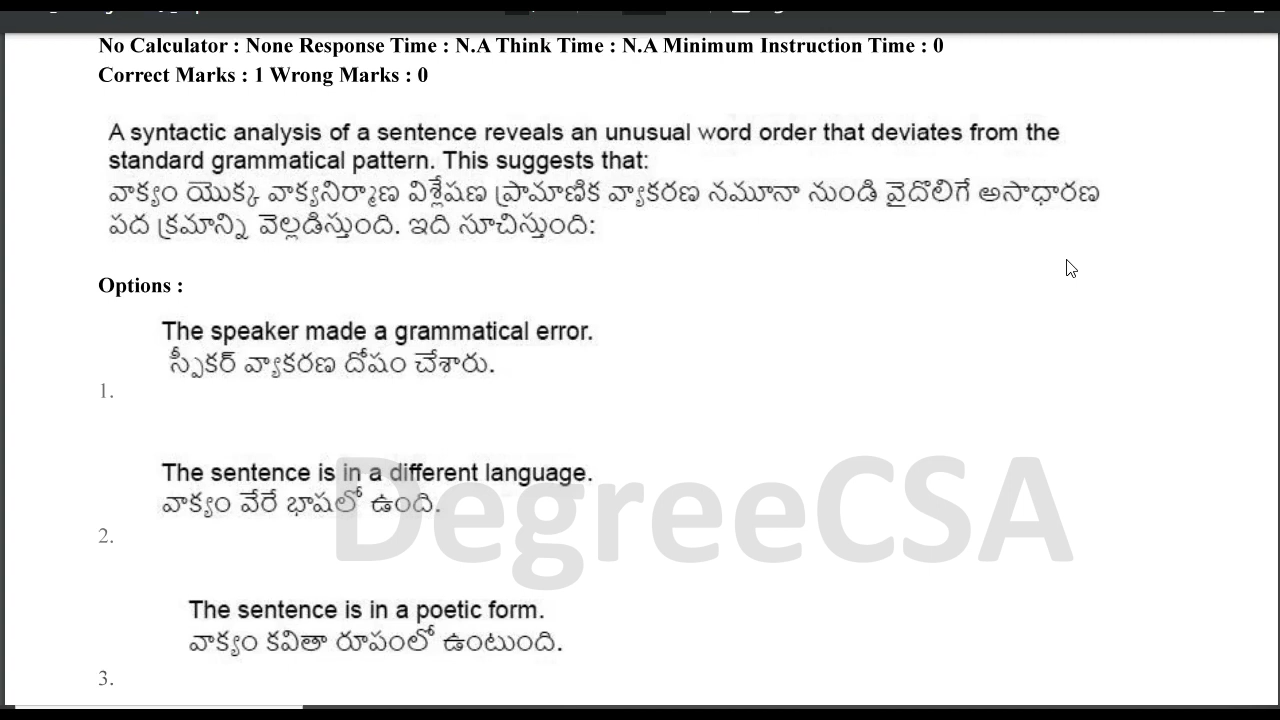 No Calculator : None Response Time : N.A Think Time : N.A Minimum Instruction Time : 0
Correct Marks : 1 Wrong Marks : 0
A syntactic analysis of a sentence reveals an unusual word order that deviates from the
standard grammatical pattern. This suggests that:
వాక్యం యొక్క వాక్యనిర్మాణ విశ్లేషణ ప్రామాణిక వ్యాకరణ నమూనా నుండి వైదొలిగే అసాధారణ
పద క్రమాన్ని వెల్లడిస్తుంది. ఇది సూచిస్తుంది:
Options :
The speaker made a grammatical error.
స్పీకర్ వ్యాకరణ దోషం చేశారు.
1.
The sentence is in a different language.
వాక్యం వేరే భాషలో ఉంది.
2.
DegreeCSA
The sentence is in a poetic form.
వాక్యం కవితా రూపంలో ఉంటుంది.
3.